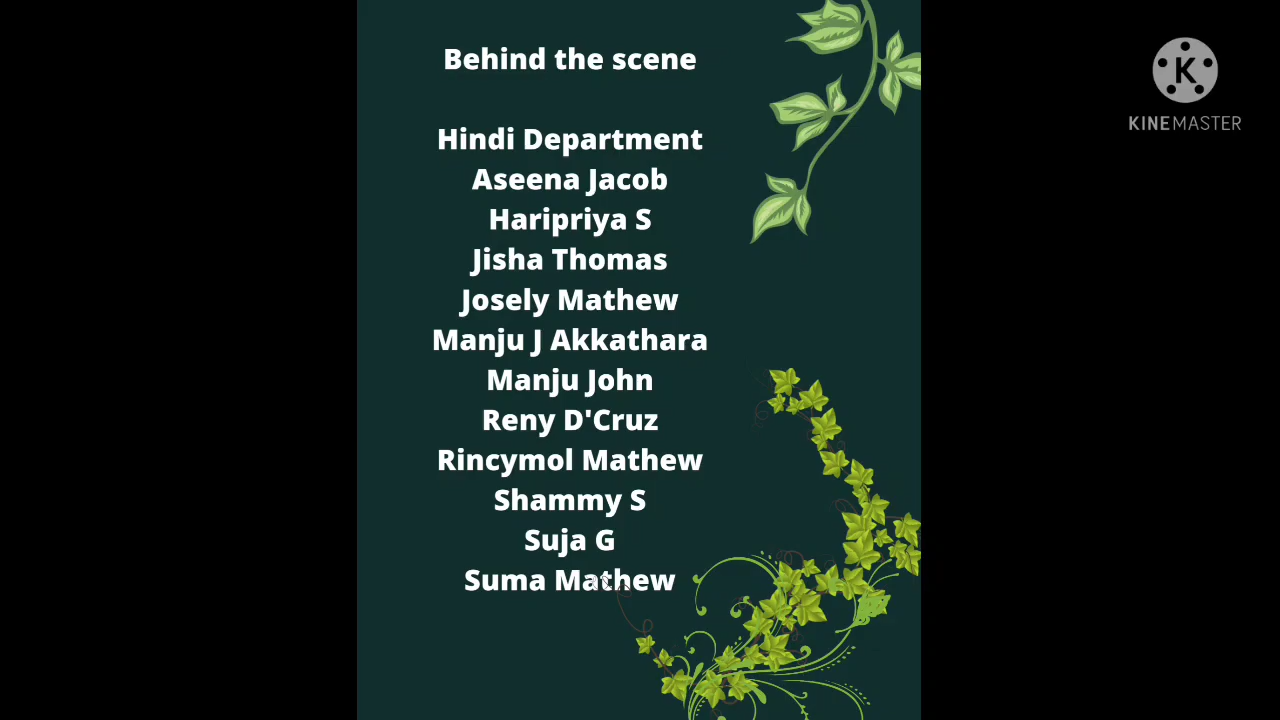 Behind the scene
Hindi Department
Aseena Jacob
Haripriya S
Jisha Thomas
Josely Mathew
Manju J Akkathara
Manju John
Reny D'Cruz
Rincymol Mathew
Shammy S
Suja G
Suma Mathew
K
KINEMASTER